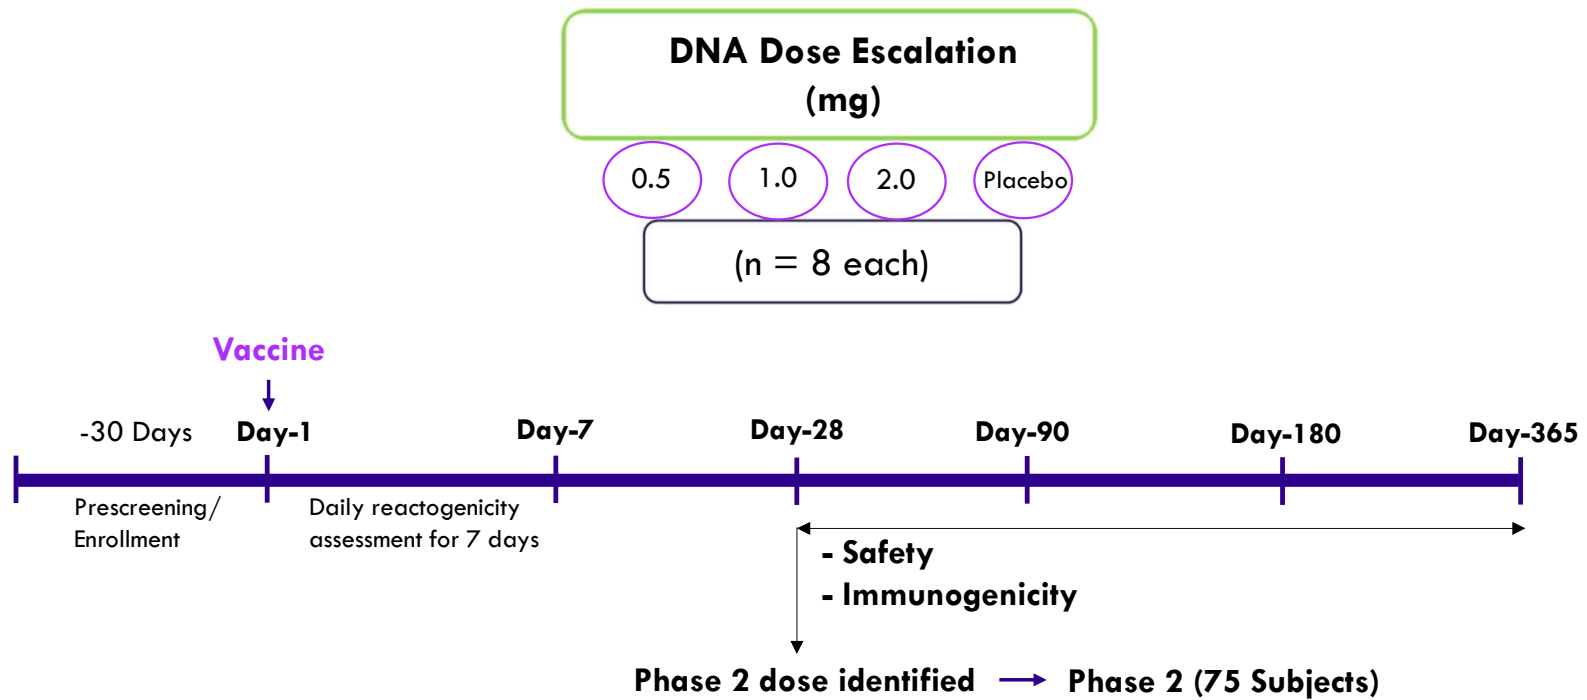 DNA Dose Escalation
(mg)
0.5 1.0 2.0 Placebo
(n = 8 each)
Vaccine
-30 Days Day-1 Day-7 Day-28 Day-90 Day-180 Day-365
Prescreening/
Enrollment
Daily reactogenicity
assessment for 7 days
- Safety
- Immunogenicity
Phase 2 dose identified Phase 2 (75 Subjects)